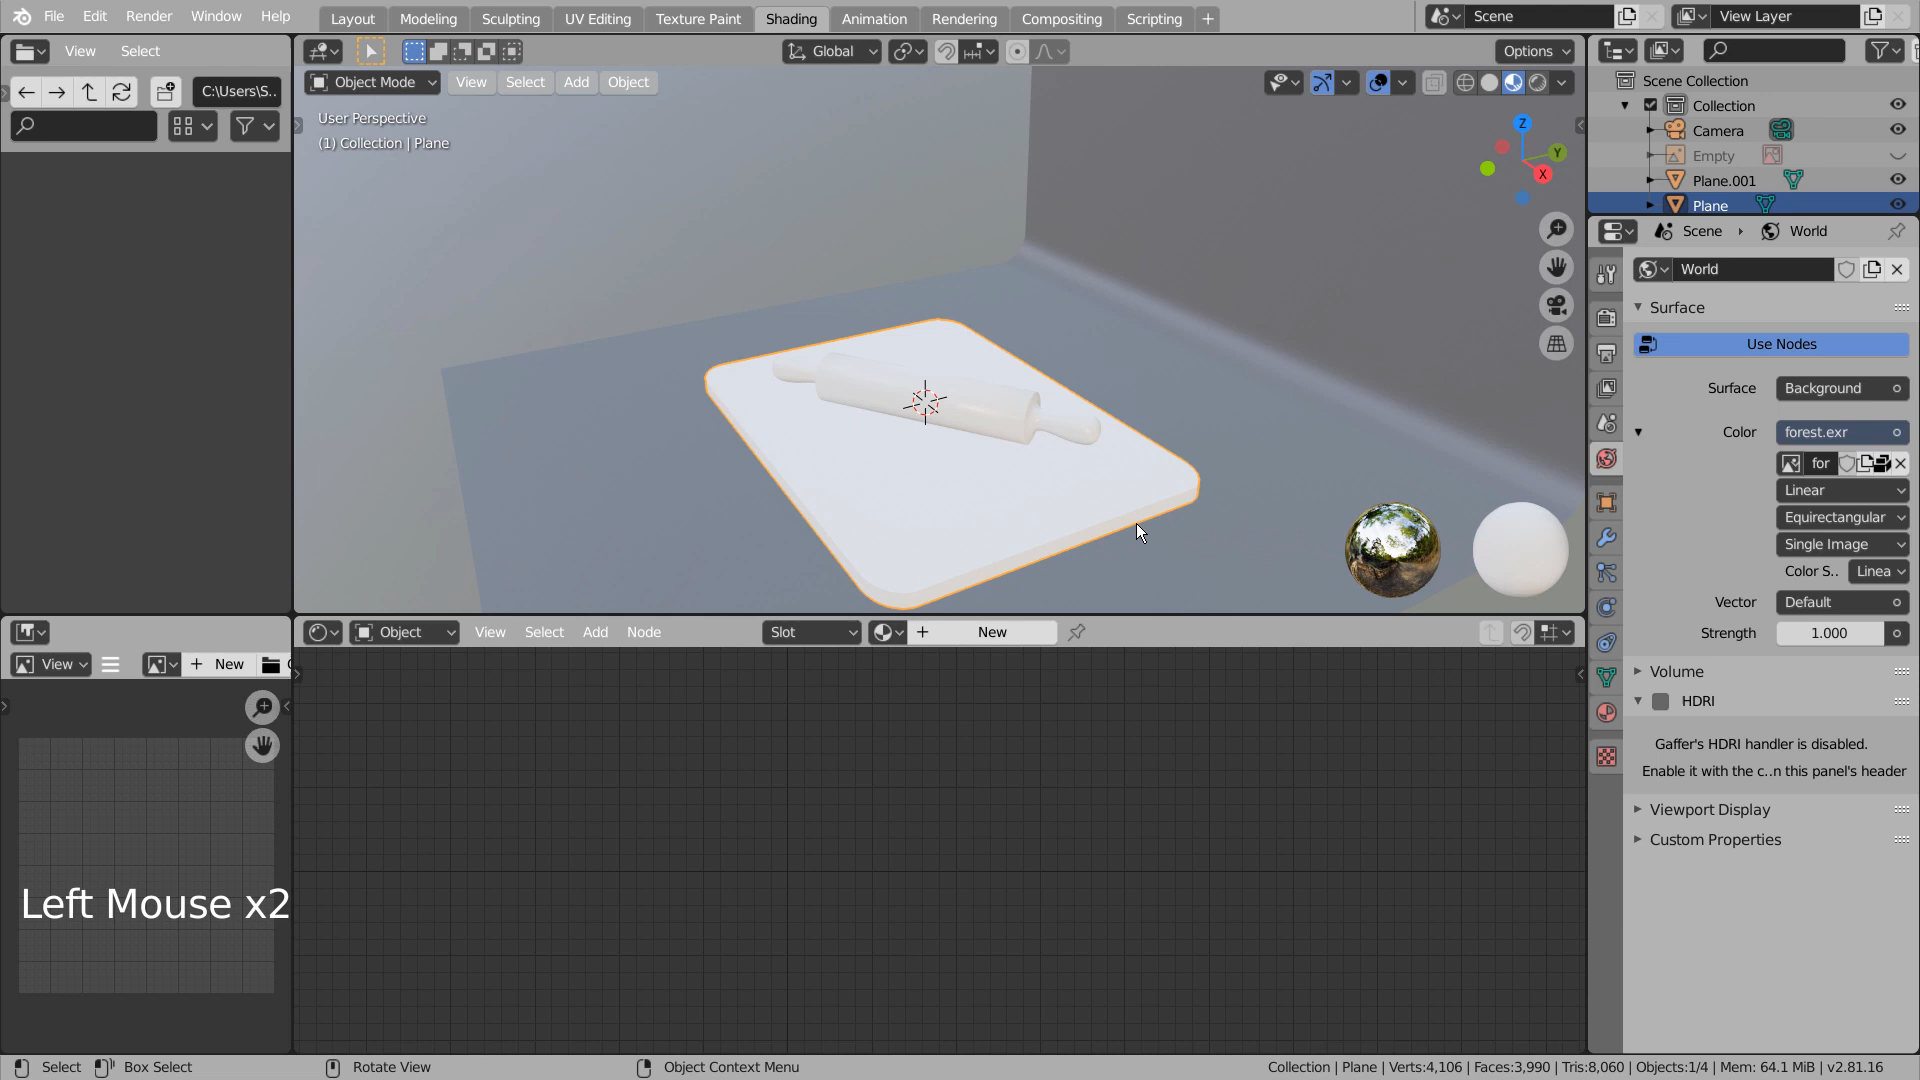 File Edit Render Window Help Layout Modeling Sculpting UV Editing Texture Paint Shading Animation Rendering Compositing Scripting Scene View Layer
View Select
Global
Options
C:\Users\S..
Object Mode View Select Add Object
User Perspective
(1) Collection | Plane
Z
Y
X
Scene Collection
Collection
Camera
Empty
Plane.001
Plane
Scene World
World
Surface
Use Nodes
Surface Background
Color forest.exr
for
Linear
Equirectangular
Single Image
Color S.. Linea
Vector Default
Strength 1.000
Volume
HDRI
Gaffer's HDRI handler is disabled.
Enable it with the c..n this panel's header
Viewport Display
Custom Properties
Object View Select Add Node Slot New
View New
Left Mouse x2
Select Box Select Rotate View Object Context Menu Collection | Plane | Verts:4,106 | Faces:3,990 | Tris:8,060 | Objects:1/4 | Mem: 64.1 MiB | v2.81.16